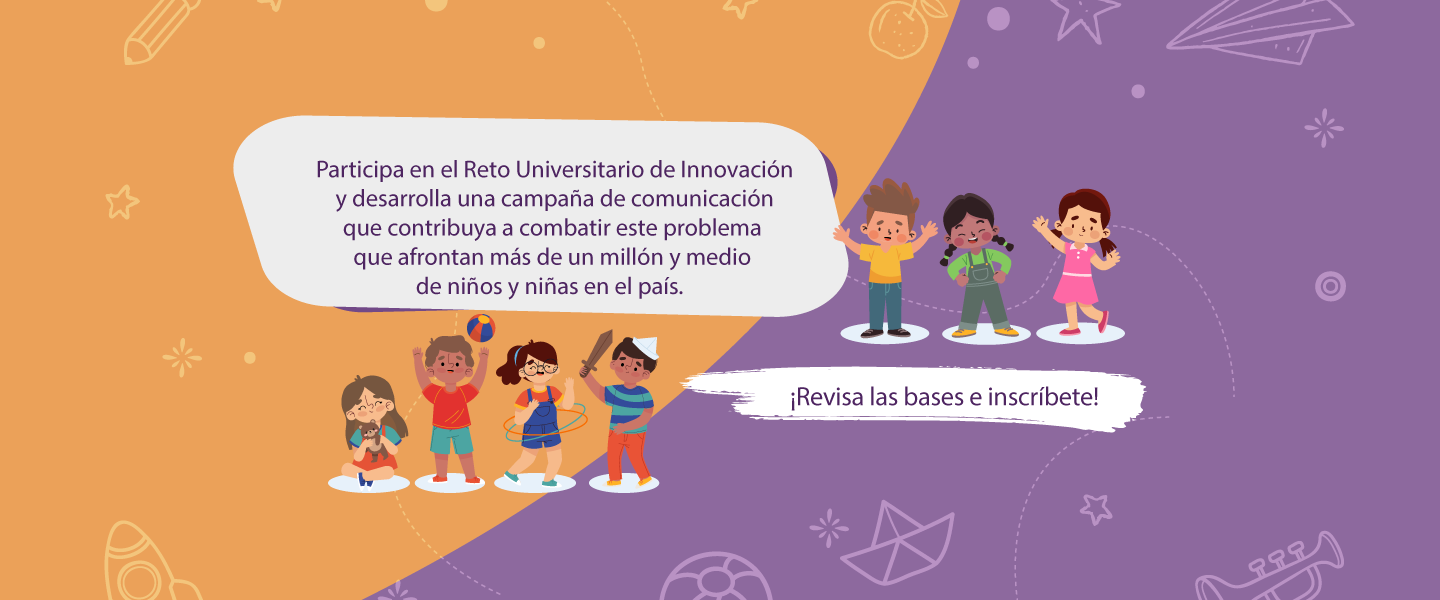 Participa en el Reto Universitario de Innovación
y desarrolla una campaña de comunicación
que contribuya a combatir este problema
que afrontan más de un millón y medio
de niños y niñas en el país.
¡Revisa las bases e inscríbete!